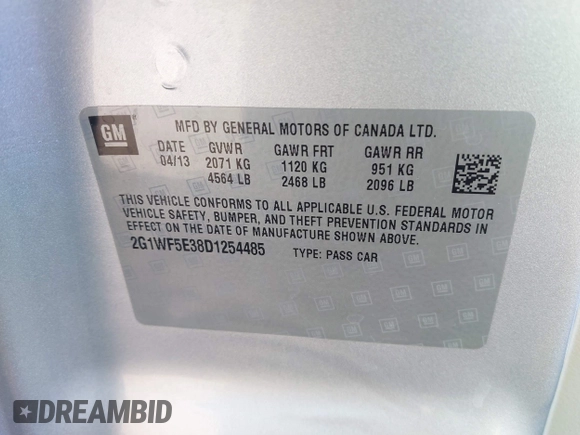 GM
MFD BY GENERAL MOTORS OF CANADA LTD.
DATE GVWR GAWR FRT GAWR RR
04/13 2071 KG 1120 KG 951 KG
4564 LB 2468 LB 2096 LB
THIS VEHICLE CONFORMS TO ALL APPLICABLE U.S. FEDERAL MOTOR
VEHICLE SAFETY, BUMPER, AND THEFT PREVENTION STANDARDS IN
EFFECT ON THE DATE OF MANUFACTURE SHOWN ABOVE.
2G1WF5E38D1254485 TYPE: PASS CAR
DREAMBID